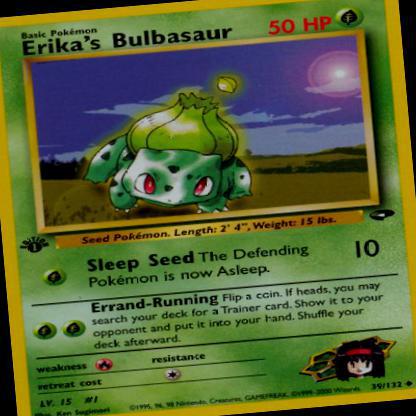 Basic Pokémon
Erika's Bulbasaur 50 HP
Seed Pokémon. Length: 2' 4", Weight: 15 lbs.
EDITION
1
Sleep Seed The Defending 10
Pokémon is now Asleep.
Errand-Running Flip a coin. If heads, you may
search your deck for a Trainer card. Show it to your
opponent and put it into your hand. Shuffle your
deck afterward.
weakness resistance
retreat cost
LV. 15 #1
Illus. Ken Sugimori ©1995, 96, 98 Nintendo, Creatures, GAMEFREAK. ©1999-2000 Wizards. 39/132